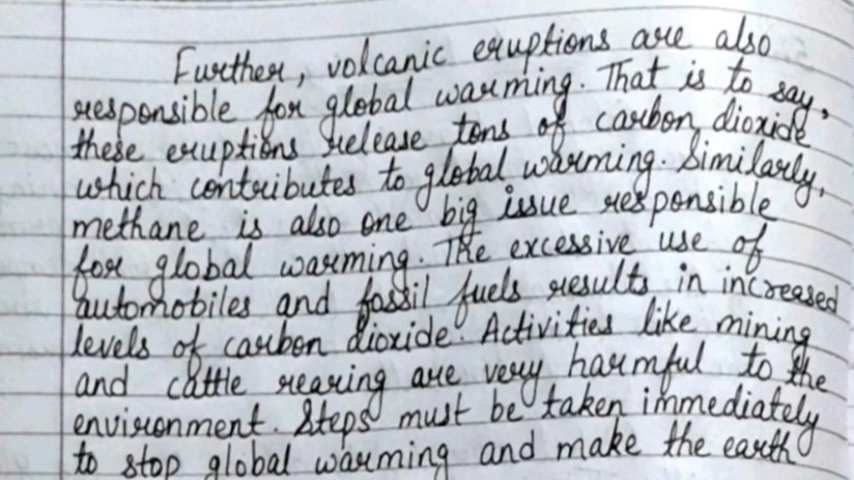 Further, volcanic eruptions are also
responsible for global warming. That is to say,
these eruptions release tons of carbon dioxide
which contributes to global warming. Similarly,
methane is also one big issue responsible
for global warming. The excessive use of
automobiles and fossil fuels results in increased
levels of carbon dioxide. Activities like mining
and cattle rearing are very harmful to the
environment. Steps must be taken immediately
to stop global warming and make the earth